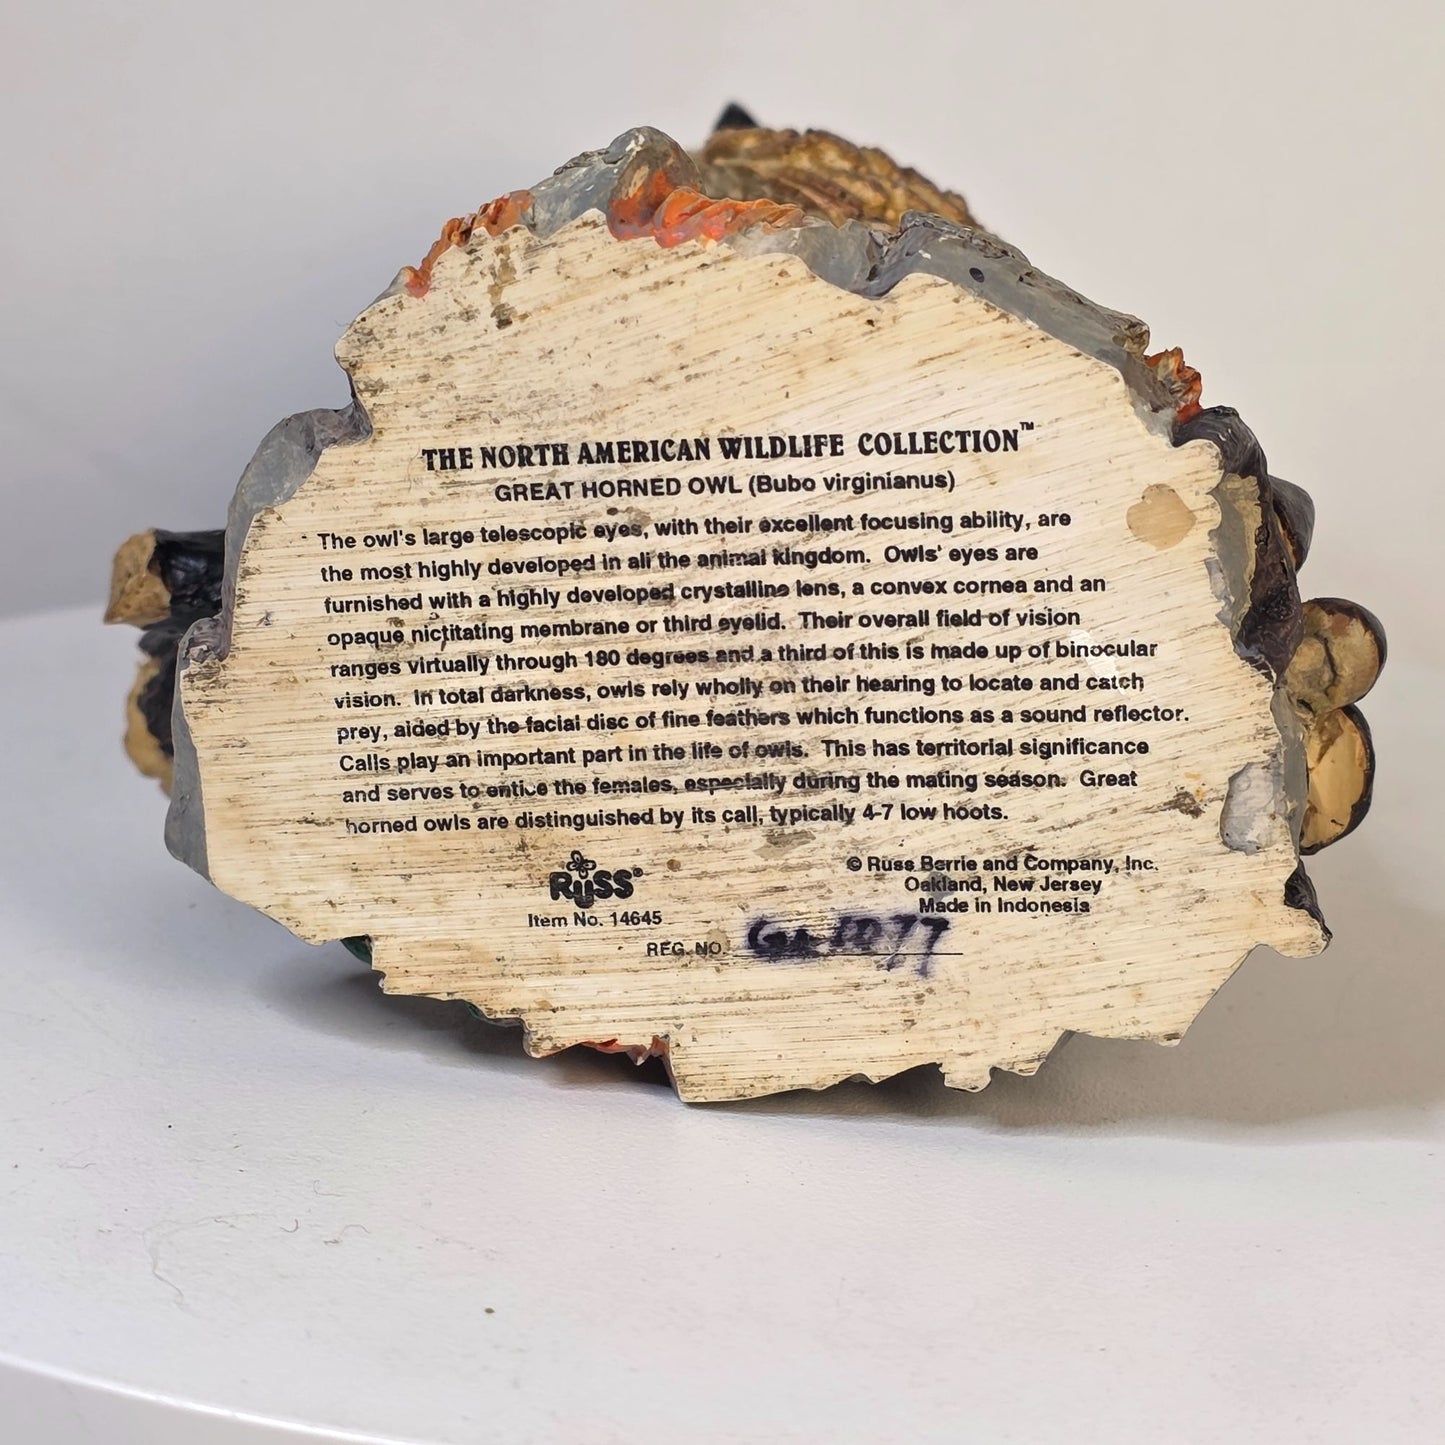 THE NORTH AMERICAN WILDLIFE COLLECTION™
GREAT HORNED OWL (Bubo virginianus)
The owl's large telescopic eyes, with their excellent focusing ability, are
the most highly developed in all the animal kingdom. Owls' eyes are
furnished with a highly developed crystalline lens, a convex cornea and an
opaque nictitating membrane or third eyelid. Their overall field of vision
ranges virtually through 180 degrees and a third of this is made up of binocular
vision. In total darkness, owls rely wholly on their hearing to locate and catch
prey, aided by the facial disc of fine feathers which functions as a sound reflector.
Calls play an important part in the life of owls. This has territorial significance
and serves to entice the females, especially during the mating season. Great
horned owls are distinguished by its call, typically 4-7 low hoots.
RUSS®
Item No. 14645
© Russ Berrie and Company, Inc.
Oakland, New Jersey
Made in Indonesia
REG. NO. 1077